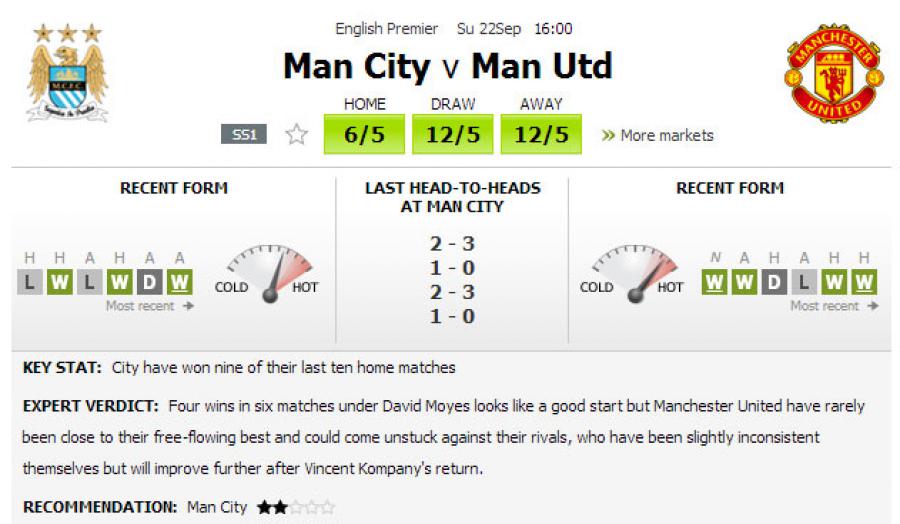 English Premier Su 22Sep 16:00
Man City v Man Utd
HOME DRAW AWAY
SS1 6/5 12/5 12/5 » More markets
M.C.F.C.
MANCHESTER
UNITED
RECENT FORM
H H A H A A
L W L W D W
Most recent →
COLD HOT
LAST HEAD-TO-HEADS
AT MAN CITY
2 - 3
1 - 0
2 - 3
1 - 0
RECENT FORM
COLD HOT
N A H A H H
W W D L W W
Most recent →
KEY STAT: City have won nine of their last ten home matches
EXPERT VERDICT: Four wins in six matches under David Moyes looks like a good start but Manchester United have rarely
been close to their free-flowing best and could come unstuck against their rivals, who have been slightly inconsistent
themselves but will improve further after Vincent Kompany's return.
RECOMMENDATION: Man City ★★☆☆☆